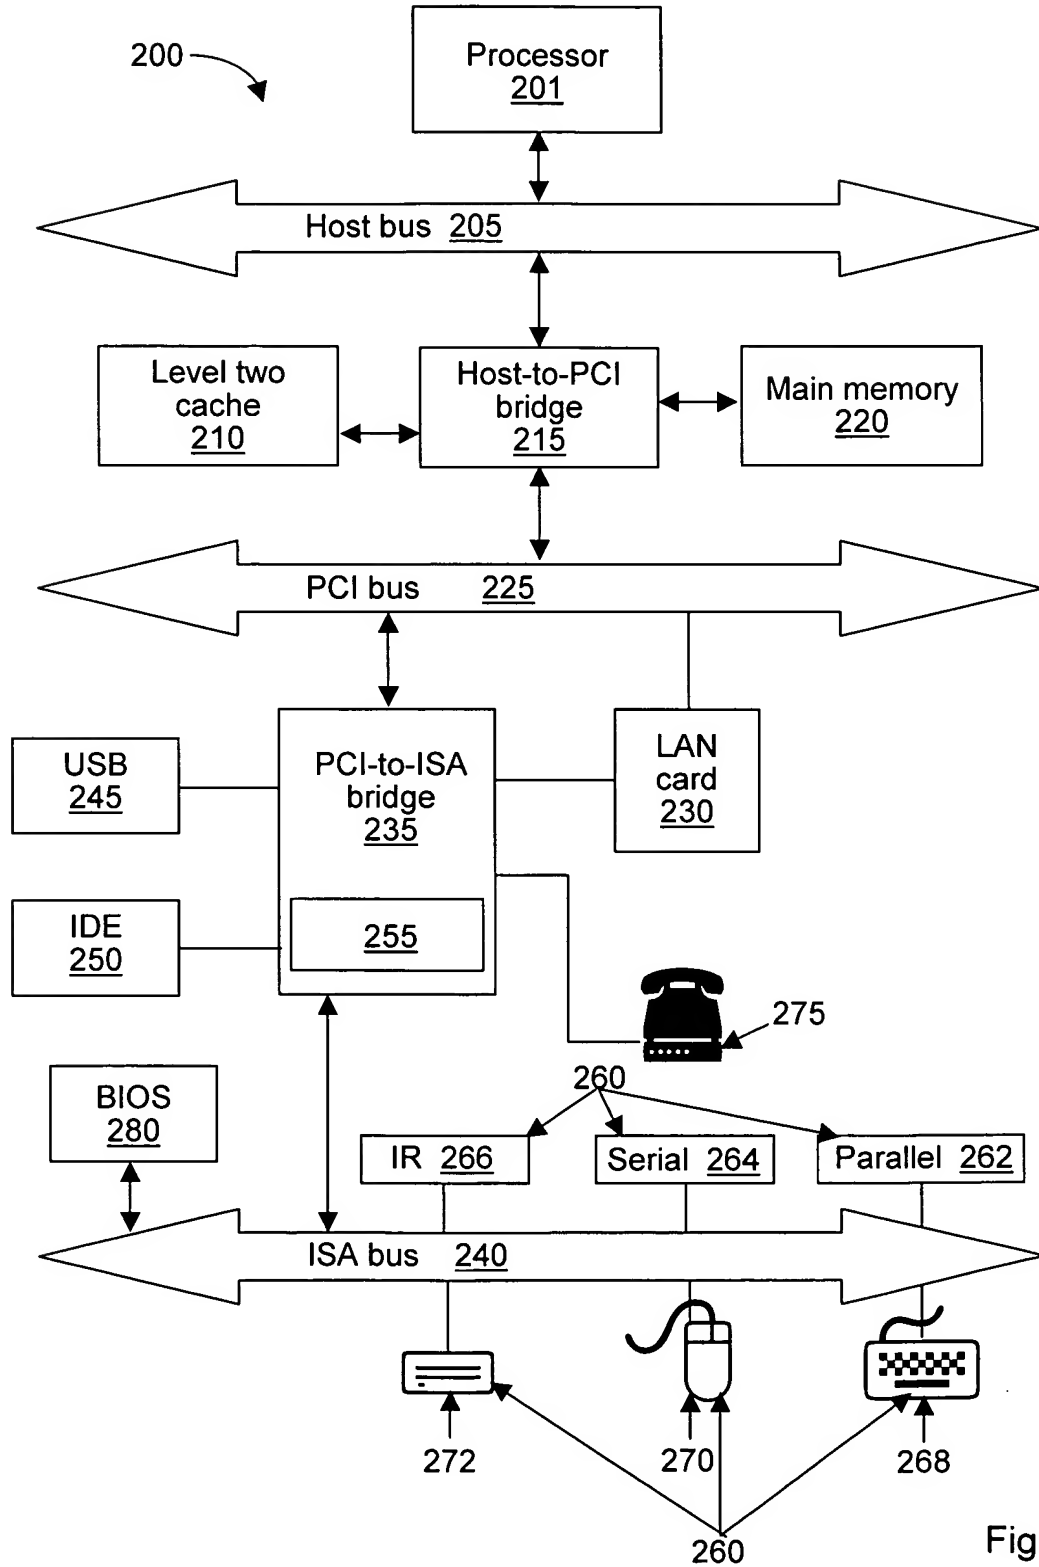 200
Processor
201
Host bus 205
Level two
cache
210
Host-to-PCI
bridge
215
Main memory
220
PCI bus 225
USB
245
PCI-to-ISA
bridge
235
LAN
card
230
IDE
250
255
275
BIOS
280
260
IR 266
Serial 264
Parallel 262
ISA bus 240
272
270
268
260
Fig